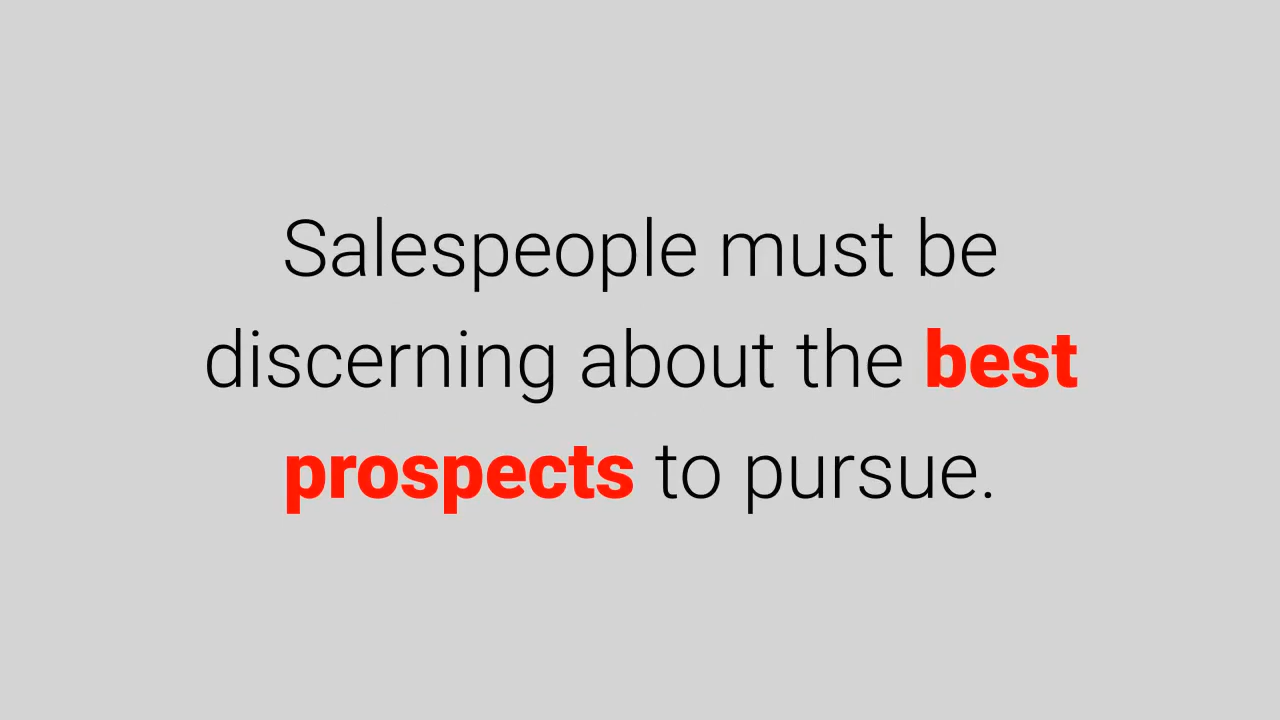 Salespeople must be
discerning about the best
prospects to pursue.